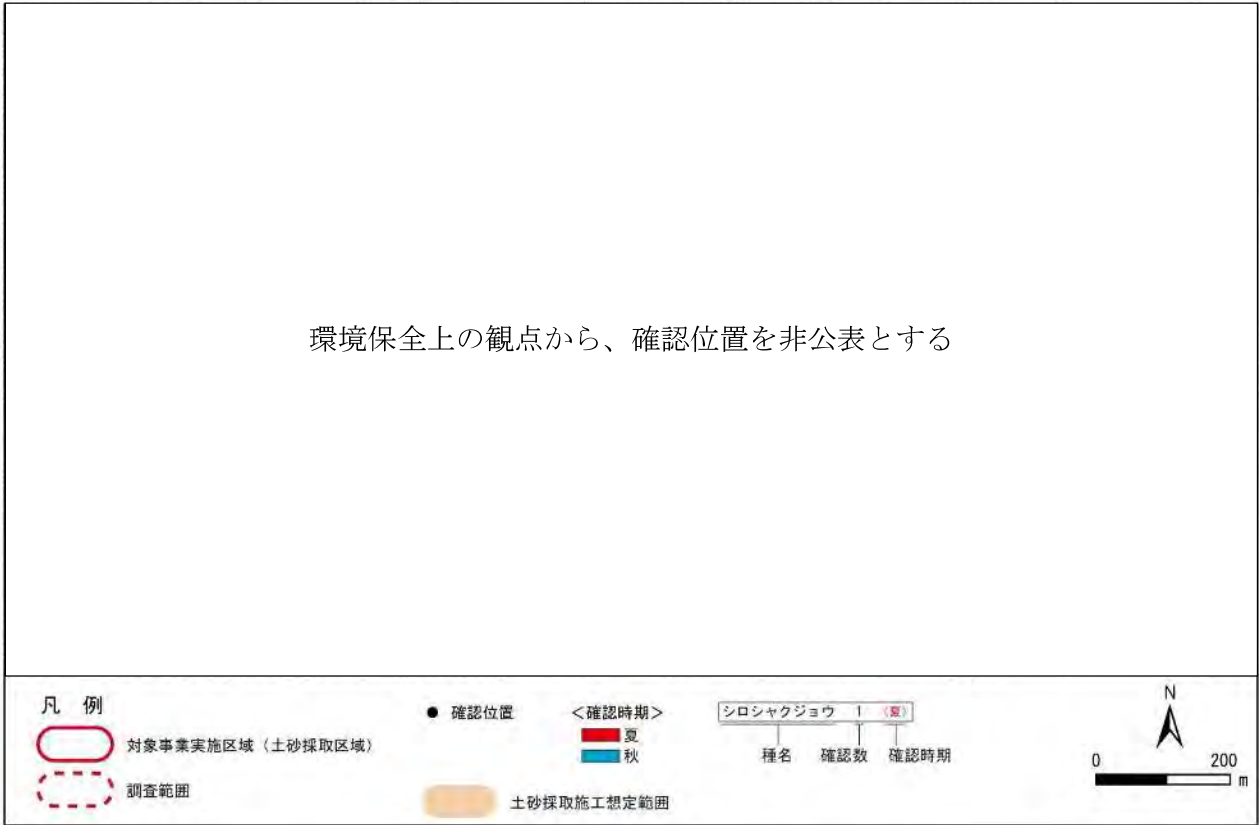 環境保全上の観点から、確認位置を非公表とする
凡 例
対象事業実施区域（土砂採取区域）
調査範囲
● 確認位置
＜確認時期＞
夏
秋
土砂採取施工想定範囲
シロシャクジョウ 1 〈夏〉
種名 確認数 確認時期
N
0 200
m